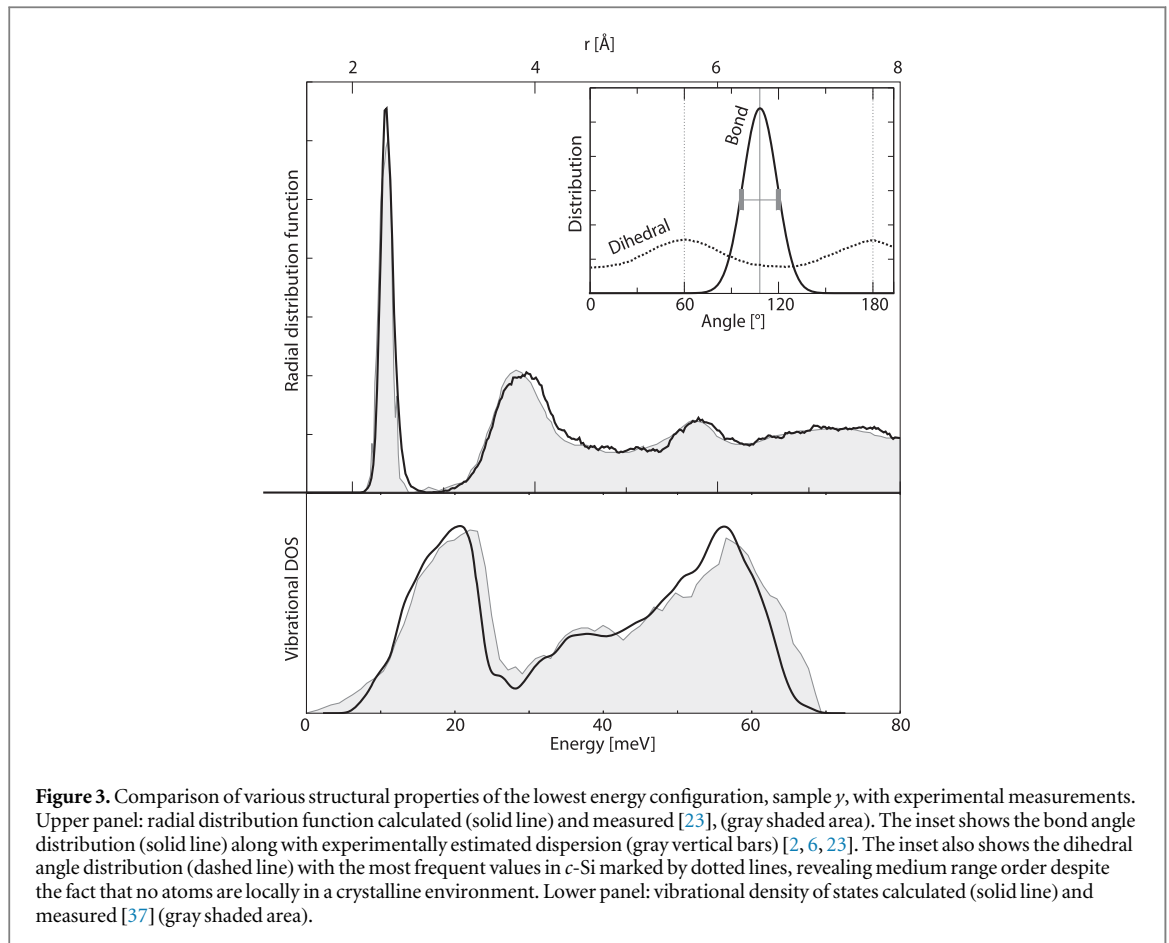 r [Å]
2 4 6 8
Radial distribution function
Distribution
Bond
Dihedral
0 60 120 180
Angle [°]
Vibrational DOS
0 20 40 60 80
Energy [meV]
Figure 3. Comparison of various structural properties of the lowest energy configuration, sample y, with experimental measurements.
Upper panel: radial distribution function calculated (solid line) and measured [23], (gray shaded area). The inset shows the bond angle
distribution (solid line) along with experimentally estimated dispersion (gray vertical bars) [2, 6, 23]. The inset also shows the dihedral
angle distribution (dashed line) with the most frequent values in c-Si marked by dotted lines, revealing medium range order despite
the fact that no atoms are locally in a crystalline environment. Lower panel: vibrational density of states calculated (solid line) and
measured [37] (gray shaded area).